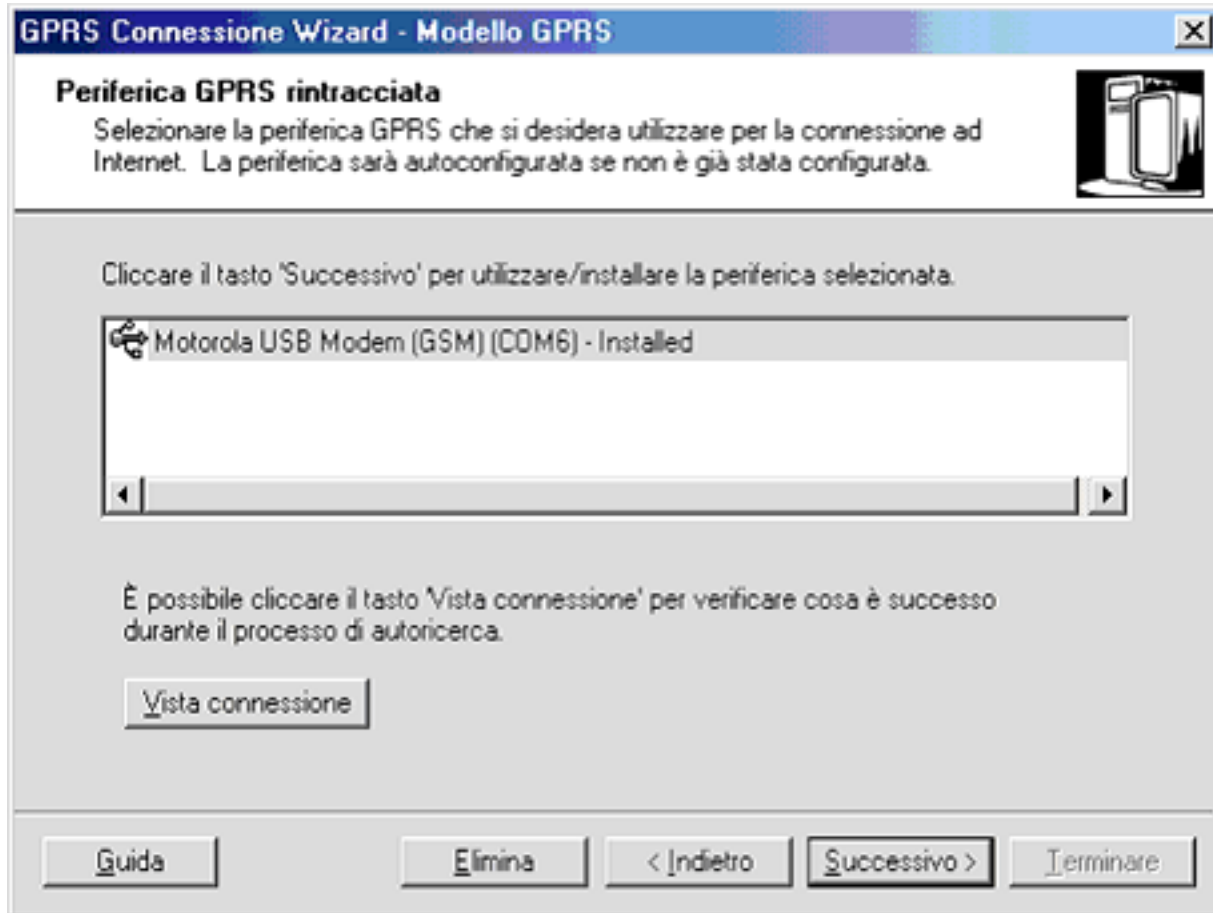 GPRS Connessione Wizard - Modello GPRS
Periferica GPRS rintracciata
Selezionare la periferica GPRS che si desidera utilizzare per la connessione ad
Internet. La periferica sarà autoconfigurata se non è già stata configurata.
Cliccare il tasto 'Successivo' per utilizzare/installare la periferica selezionata.
Motorola USB Modem (GSM) (COM6) - Installed
È possibile cliccare il tasto 'Vista connessione' per verificare cosa è successo
durante il processo di autoricerca.
Vista connessione
Guida
Elimina
< Indietro
Successivo >
Terminare